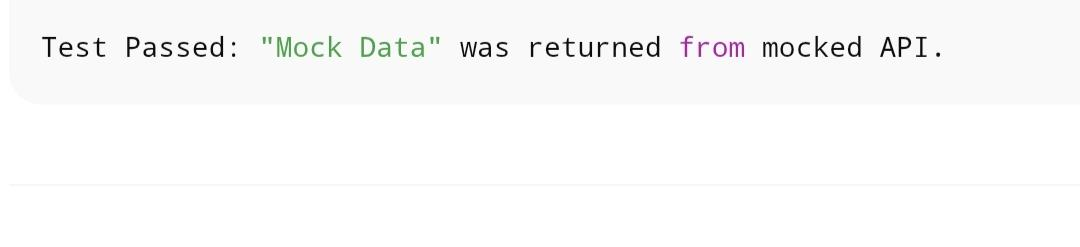 Test Passed: "Mock Data" was returned from mocked API.